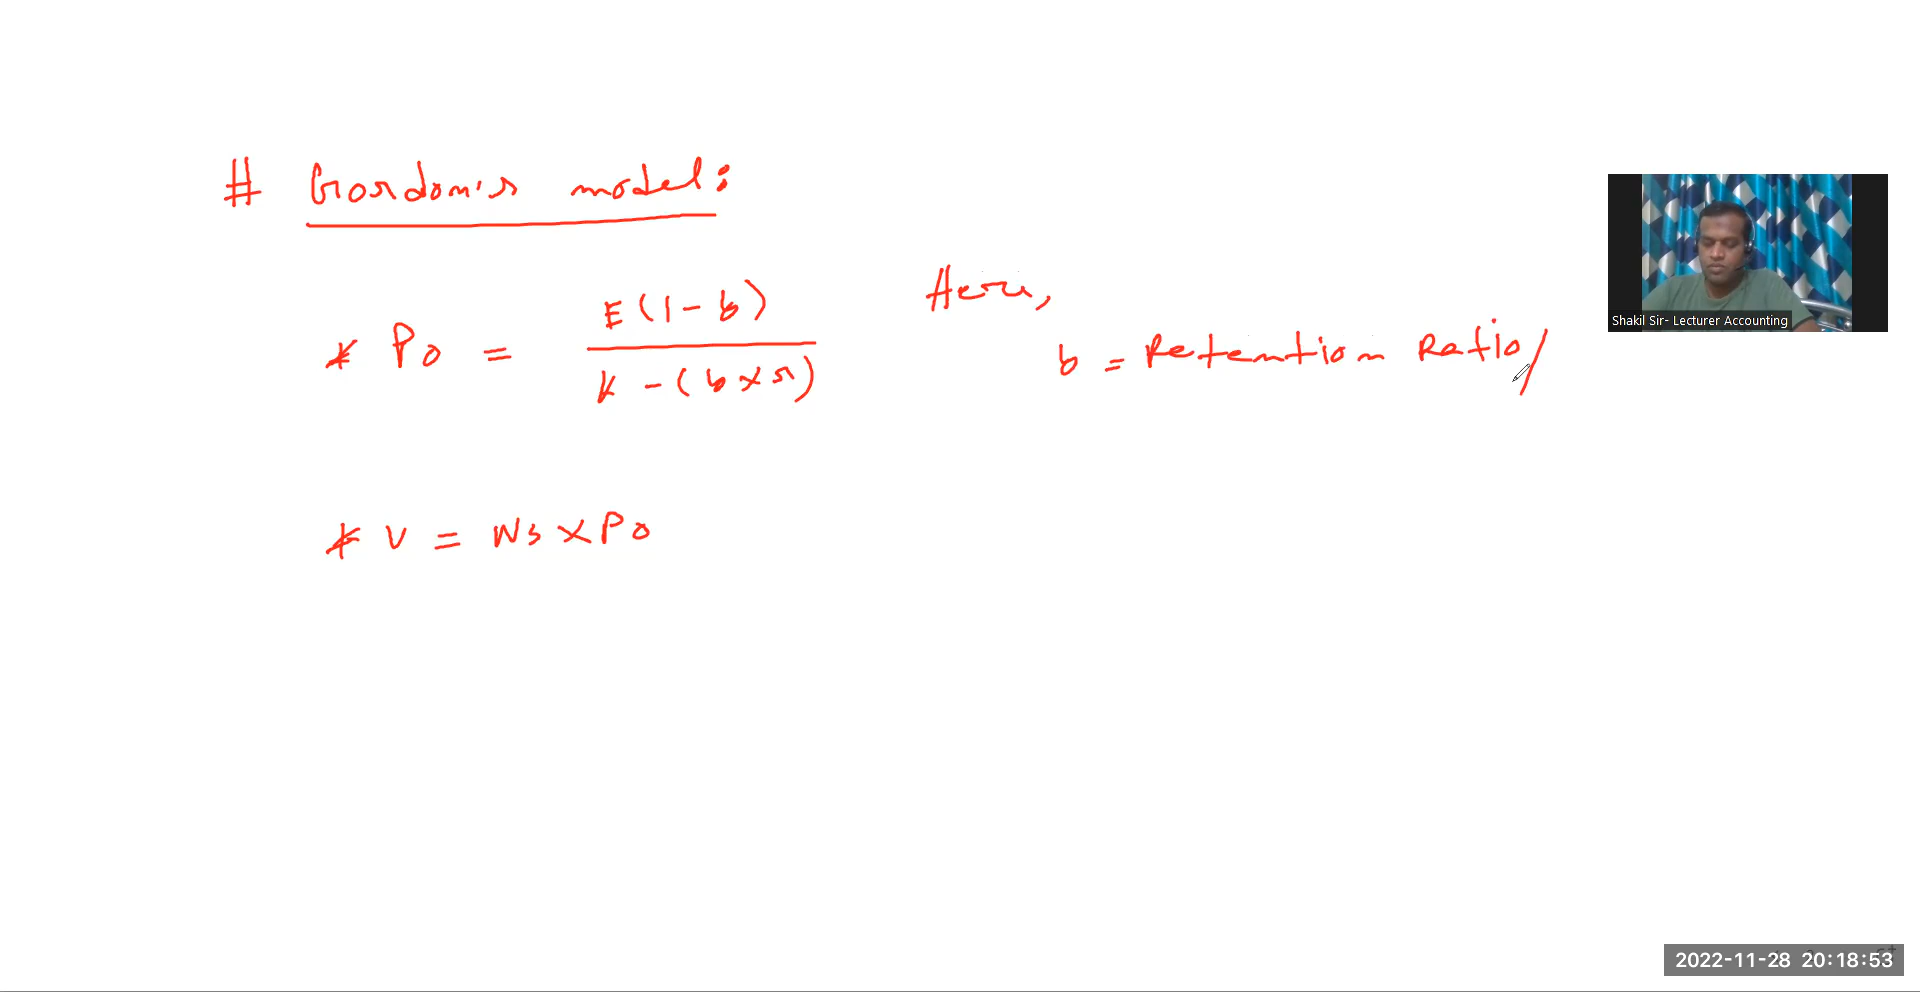 # Gordon's model:
* Po = E(1-b) / K-(b×r)
Here,
b = Retention Ratio/
* V = Ns×Po
Shakil Sir- Lecturer Accounting
2022-11-28 20:18:53